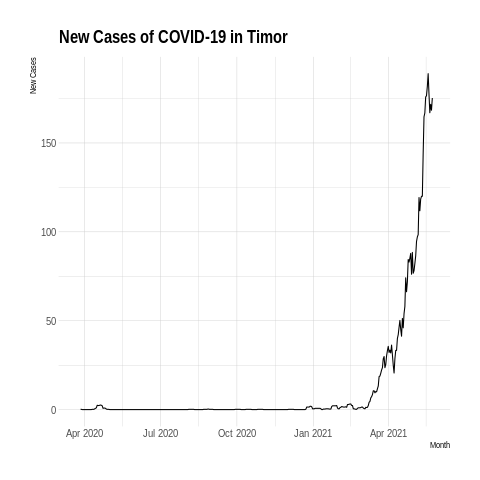 New Cases of COVID-19 in Timor
New Cases
150
100
50
0
Apr 2020 Jul 2020 Oct 2020 Jan 2021 Apr 2021
Month